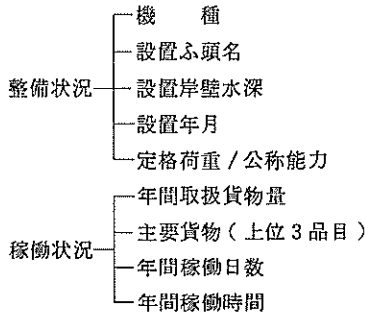 機種
設置ふ頭名
整備状況
設置岸壁水深
設置年月
定格荷重/公称能力
年間取扱貨物量
主要貨物(上位3品目)
稼働状況
年間稼働日数
年間稼働時間